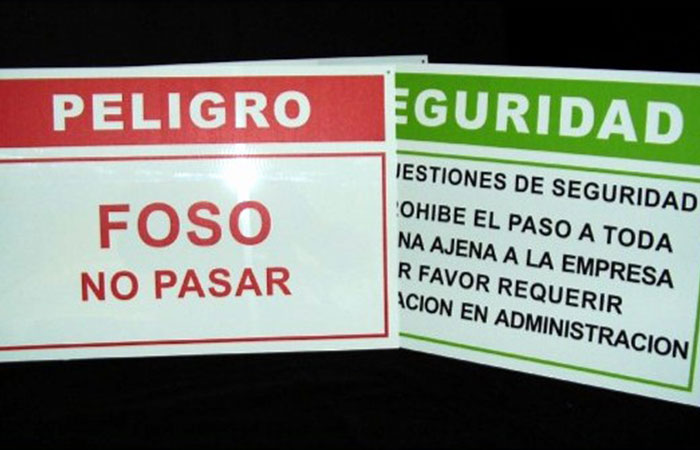 PELIGRO
FOSO
NO PASAR
EGURIDAD
UESTIONES DE SEGURIDAD
OHIBE EL PASO A TODA
NA AJENA A LA EMPRESA
R FAVOR REQUERIR
ACION EN ADMINISTRACION